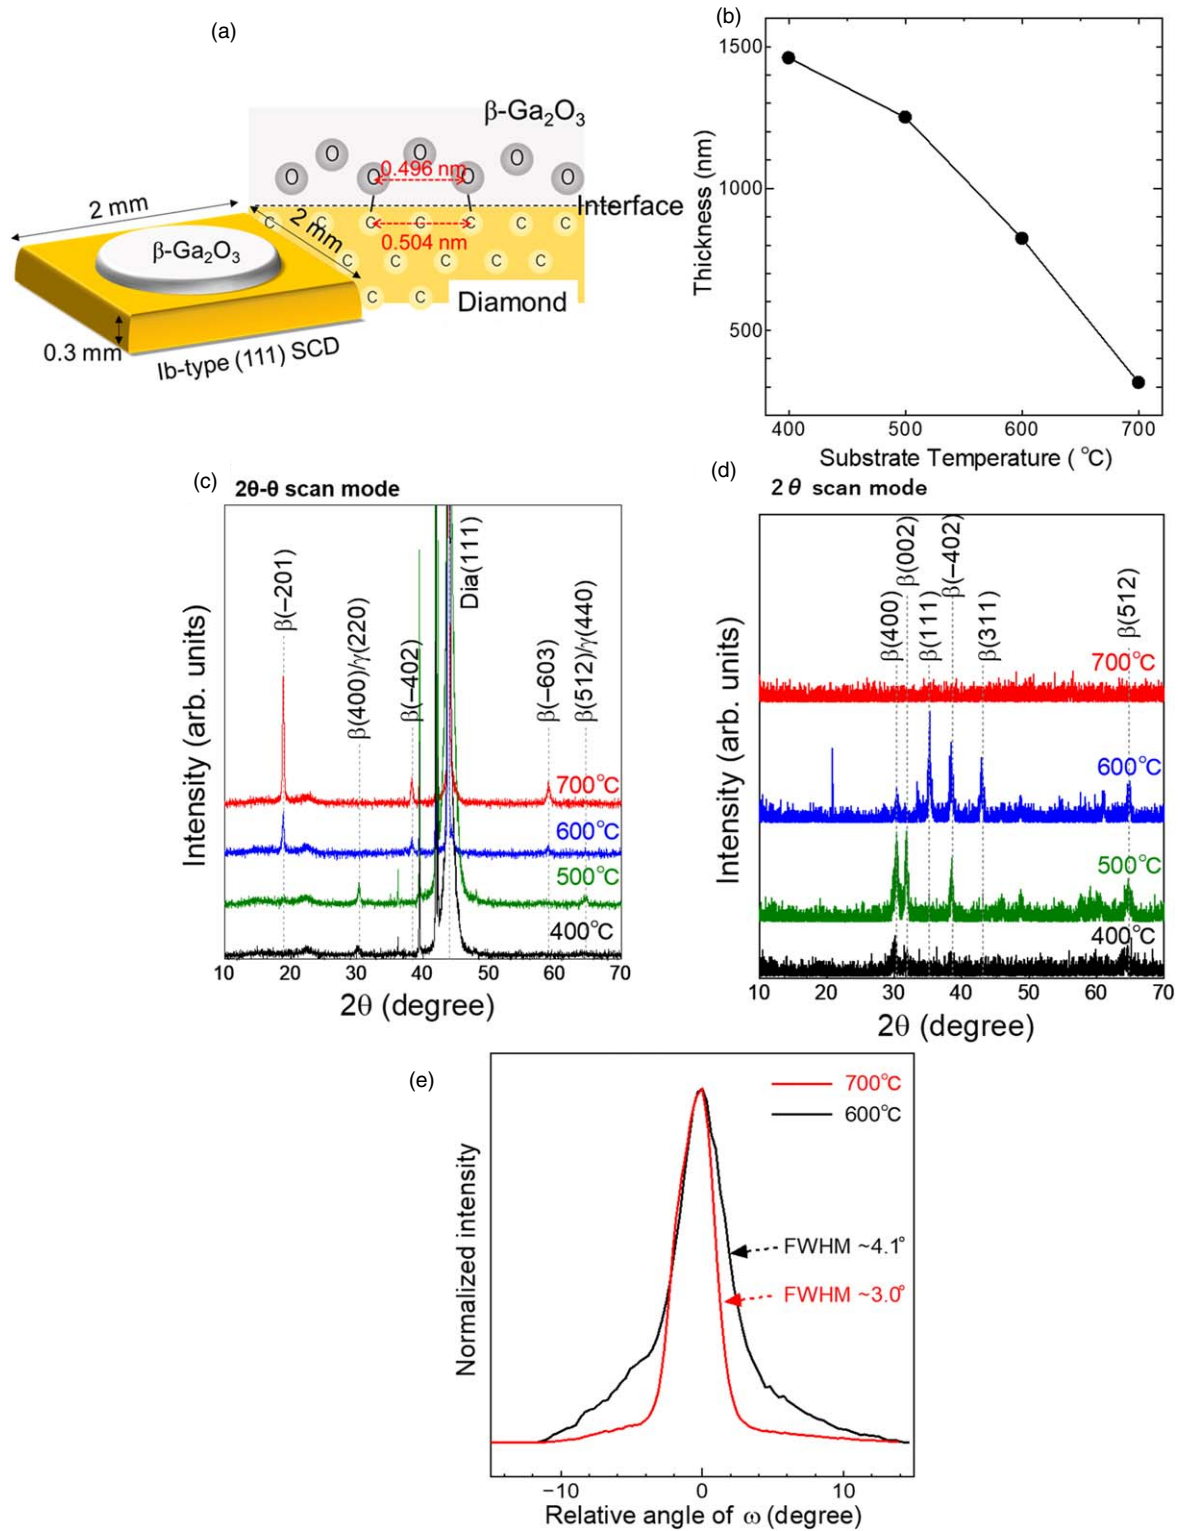 (a)
β-Ga₂O₃
O O O O O O O
0.496 nm
Interface
C C C C C C C
0.504 nm
C C C C C
C C
Diamond
2 mm
2 mm
β-Ga₂O₃
0.3 mm
Ib-type (111) SCD
(b)
Thickness (nm)
1500
1000
500
400 500 600 700
Substrate Temperature ( °C)
(c)
2θ-θ scan mode
Intensity (arb. units)
β(−201)
β(400)/γ(220)
β(−402)
Dia(111)
β(−603)
β(512)/γ(440)
700°C
600°C
500°C
400°C
10 20 30 40 50 60 70
2θ (degree)
(d)
2θ scan mode
Intensity (arb. units)
β(400)
β(002)
β(111)
β(−402)
β(311)
β(512)
700°C
600°C
500°C
400°C
10 20 30 40 50 60 70
2θ (degree)
(e)
Normalized intensity
700°C
600°C
FWHM ~4.1°
FWHM ~3.0°
−10 0 10
Relative angle of ω (degree)